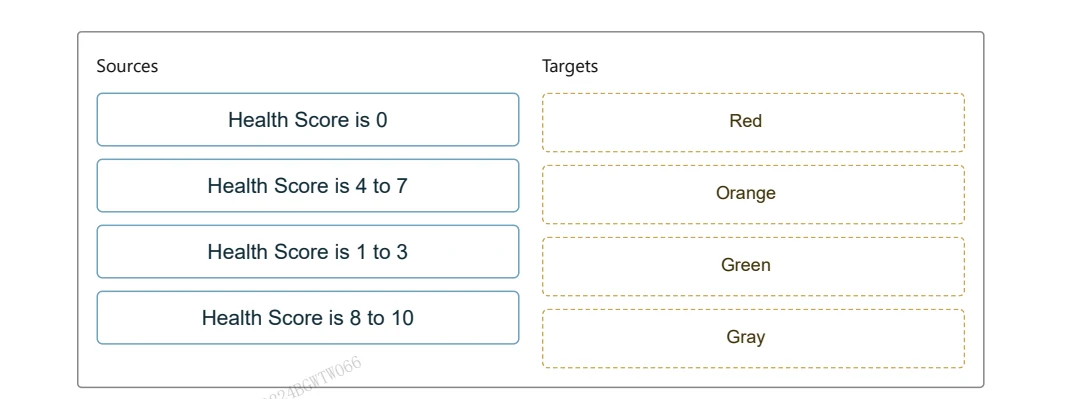 Sources
Targets
Health Score is 0
Red
Health Score is 4 to 7
Orange
Health Score is 1 to 3
Green
Health Score is 8 to 10
Gray